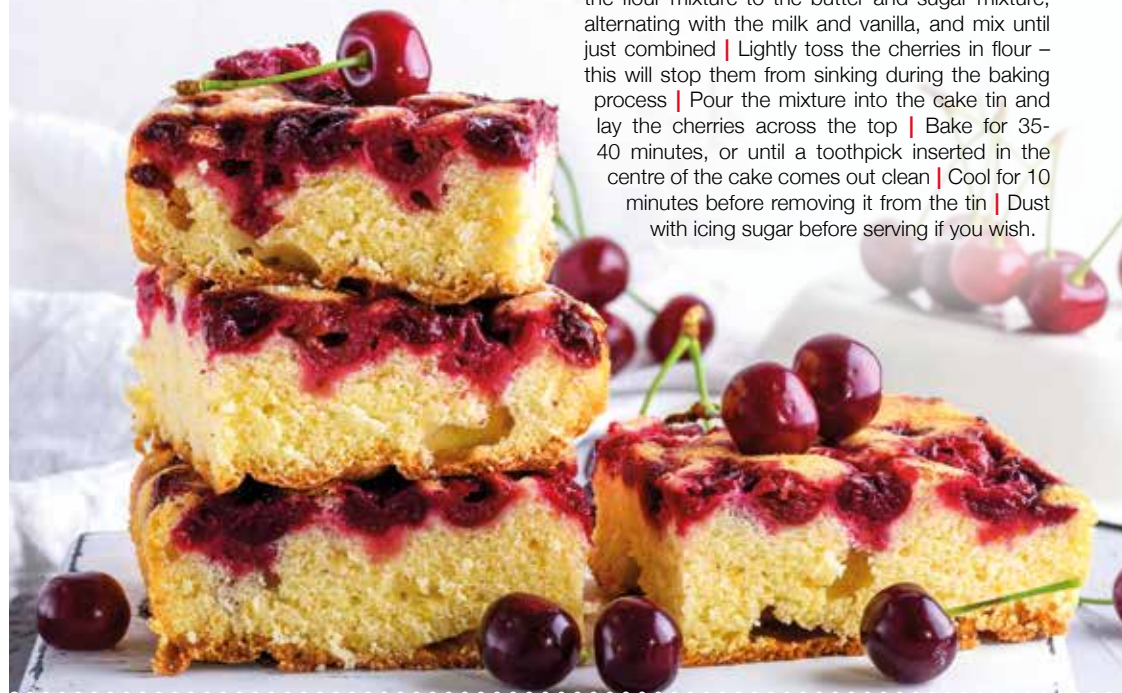 the flour mixture to the butter and sugar mixture,
alternating with the milk and vanilla, and mix until
just combined | Lightly toss the cherries in flour –
this will stop them from sinking during the baking
process | Pour the mixture into the cake tin and
lay the cherries across the top | Bake for 35-
40 minutes, or until a toothpick inserted in the
centre of the cake comes out clean | Cool for 10
minutes before removing it from the tin | Dust
with icing sugar before serving if you wish.